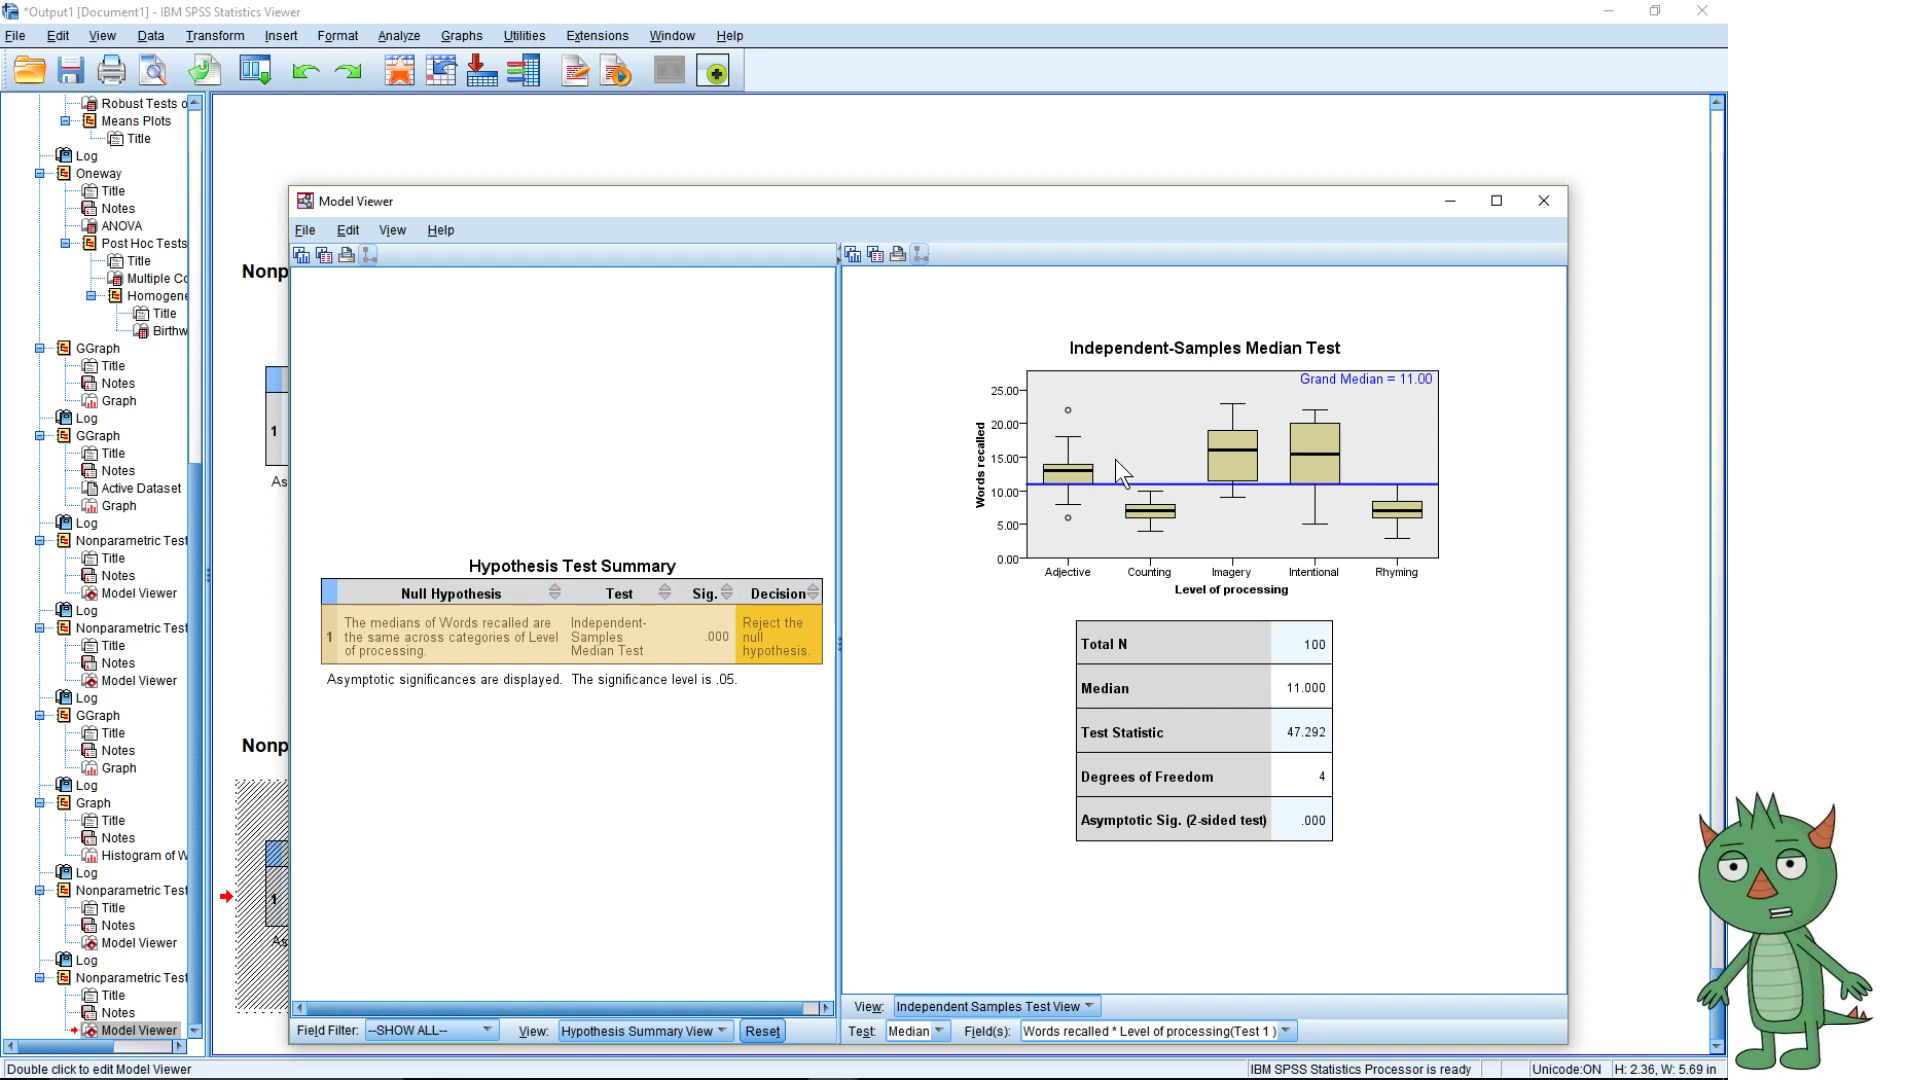 *Output1 [Document1] - IBM SPSS Statistics Viewer
File Edit View Data Transform Insert Format Analyze Graphs Utilities Extensions Window Help
Robust Tests o
Means Plots
Title
Log
Oneway
Title
Notes
ANOVA
Post Hoc Tests
Title
Multiple Co
Homogene
Title
Birthw
GGraph
Title
Notes
Graph
Log
GGraph
Title
Notes
Active Dataset
Graph
Log
Nonparametric Test
Title
Notes
Model Viewer
Log
Nonparametric Test
Title
Notes
Model Viewer
Log
GGraph
Title
Notes
Graph
Log
Graph
Title
Notes
Histogram of W
Log
Nonparametric Test
Title
Notes
Model Viewer
Log
Nonparametric Test
Title
Notes
Model Viewer
Nonp
1
As
Nonp
1
As
Model Viewer
File Edit View Help
Hypothesis Test Summary
Null Hypothesis Test Sig. Decision
1 The medians of Words recalled are the same across categories of Level of processing. Independent-Samples Median Test .000 Reject the null hypothesis.
Asymptotic significances are displayed. The significance level is .05.
Field Filter: --SHOW ALL-- View: Hypothesis Summary View Reset
Independent-Samples Median Test
Grand Median = 11.00
25.00
20.00
15.00
10.00
5.00
0.00
Words recalled
Adjective Counting Imagery Intentional Rhyming
Level of processing
Total N 100
Median 11.000
Test Statistic 47.292
Degrees of Freedom 4
Asymptotic Sig. (2-sided test) .000
View: Independent Samples Test View
Test: Median Field(s): Words recalled * Level of processing(Test 1 )
Double click to edit Model Viewer
IBM SPSS Statistics Processor is ready Unicode:ON H: 2.36, W: 5.69 in